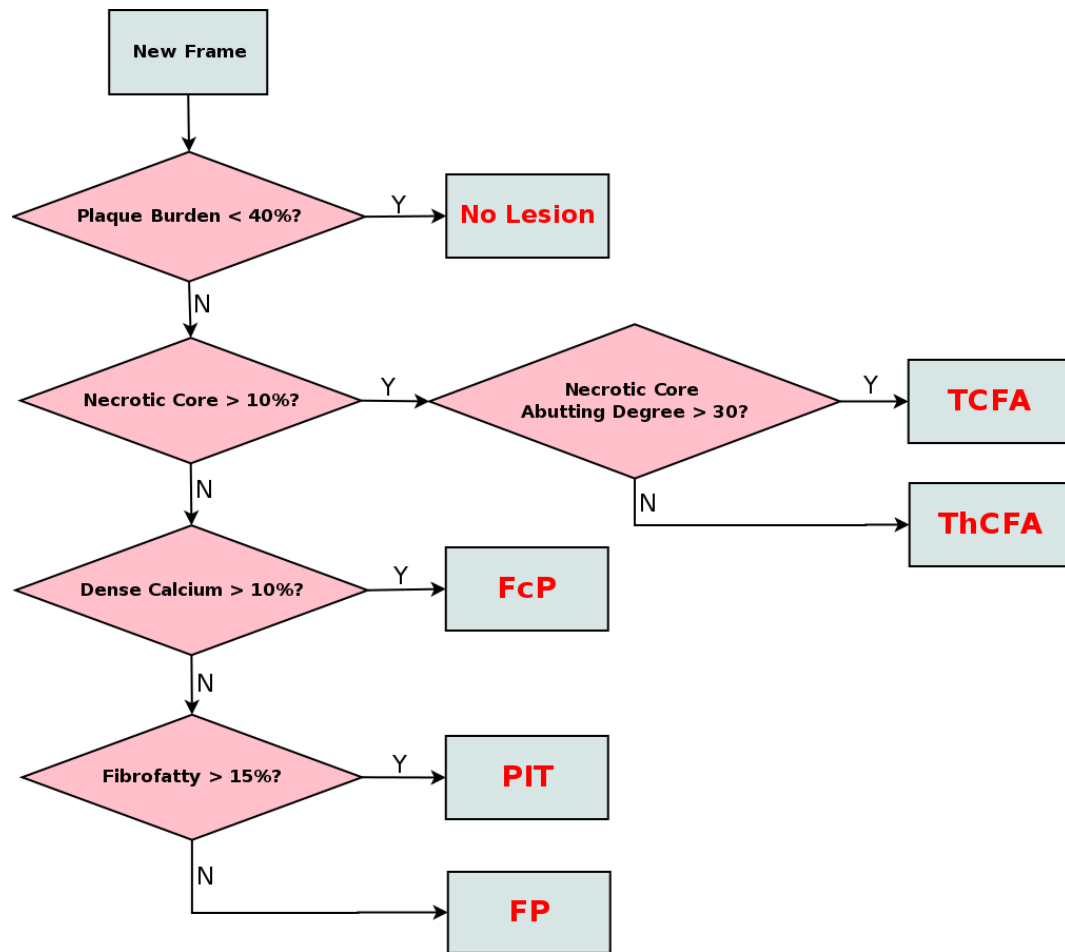 New Frame
Plaque Burden < 40%?
Y
No Lesion
N
Necrotic Core > 10%?
Y
Necrotic Core
Abutting Degree > 30?
Y
TCFA
N
ThCFA
N
Dense Calcium > 10%?
Y
FcP
N
Fibrofatty > 15%?
Y
PIT
N
FP